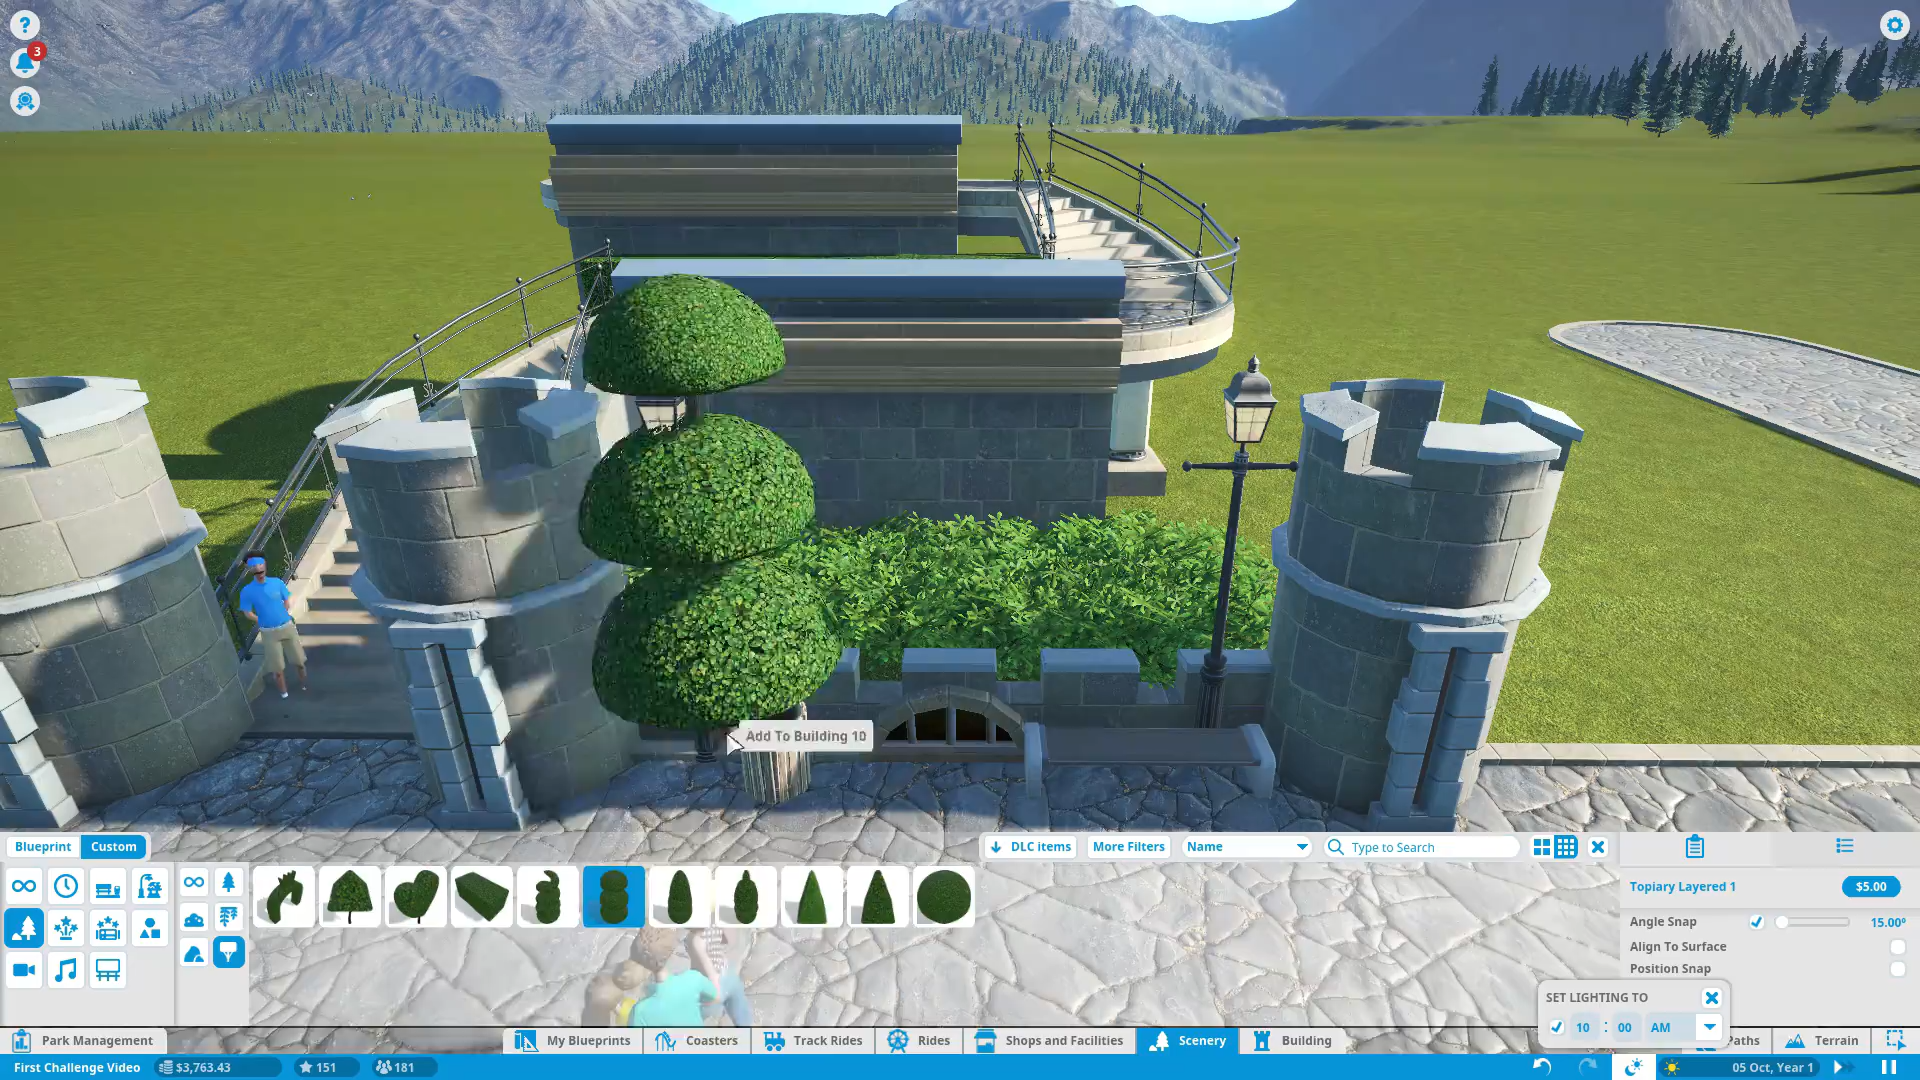 ?
3
Add To Building 10
Blueprint
Custom
DLC items
More Filters
Name
Type to Search
Topiary Layered 1
$5.00
Angle Snap
15.00°
Align To Surface
Position Snap
SET LIGHTING TO
10 : 00 AM
Park Management
My Blueprints
Coasters
Track Rides
Rides
Shops and Facilities
Scenery
Building
Paths
Terrain
First Challenge Video
$3,763.43
151
181
05 Oct, Year 1